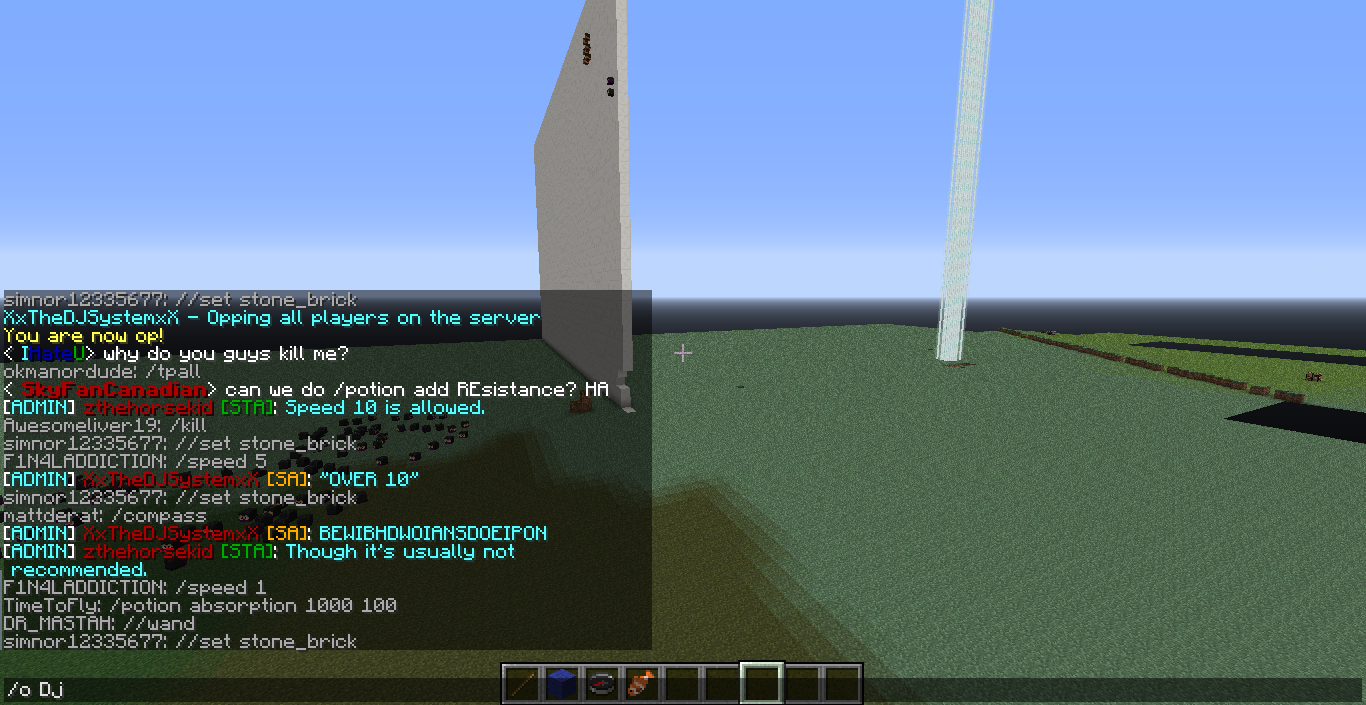 simnor12335677: //set stone_brick
XxTheDJSystemxX - Opping all players on the server
You are now op!
< IHateU> why do you guys kill me?
okmanordude: /tpall
< SkyFanCanadian> can we do /potion add REsistance? HA
[ADMIN] zthehorsekid [STA]: Speed 10 is allowed.
Awesomeliver19: /kill
simnor12335677: //set stone_brick
F1N4LADDICTION: /speed 5
[ADMIN] XxTheDJSystemxX [SA]: "OVER 10"
simnor12335677: //set stone_brick
mattderat: /compass
[ADMIN] XxTheDJSystemxX [SA]: BEWIBHDWOIANSDOEIPON
[ADMIN] zthehorsekid [STA]: Though it's usually not
recommended.
F1N4LADDICTION: /speed 1
TimeToFly: /potion absorption 1000 100
DR_MASTAH: //wand
simnor12335677: //set stone_brick
/o Dj